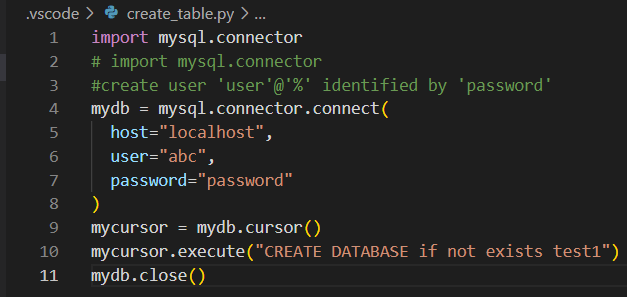 .vscode > create_table.py > ...
1 import mysql.connector
2 # import mysql.connector
3 #create user 'user'@'%' identified by 'password'
4 mydb = mysql.connector.connect(
5   host="localhost",
6   user="abc",
7   password="password"
8 )
9 mycursor = mydb.cursor()
10 mycursor.execute("CREATE DATABASE if not exists test1")
11 mydb.close()